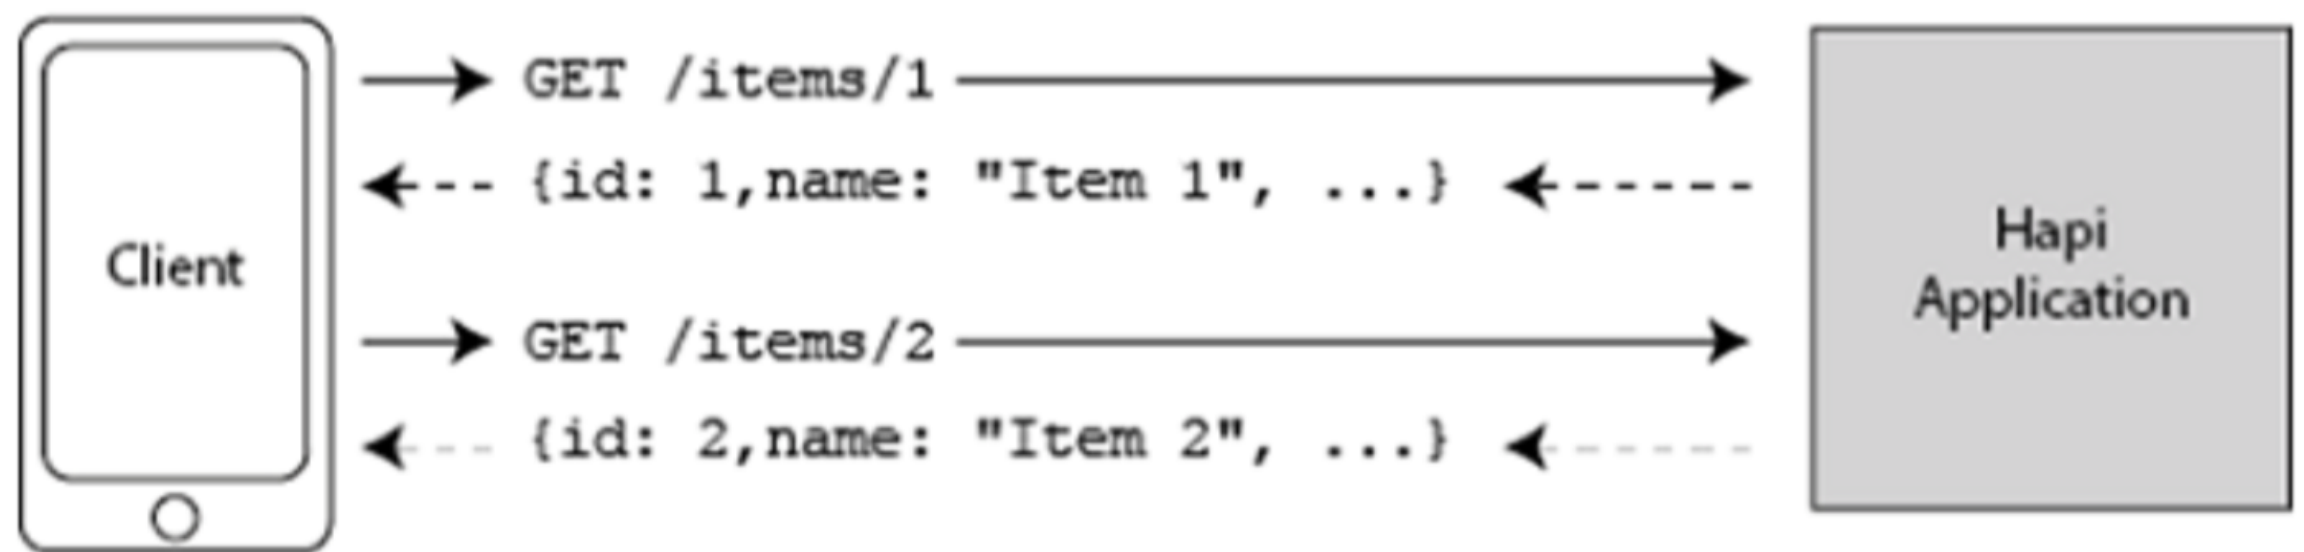 GET /items/1
{id: 1,name: "Item 1", ...}
Client
Hapi
Application
GET /items/2
{id: 2,name: "Item 2", ...}